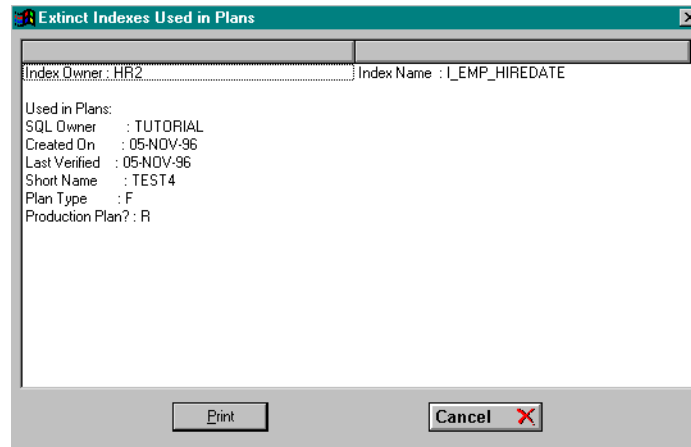 Extinct Indexes Used in Plans
Index Owner : HR2 Index Name : I_EMP_HIREDATE
Used in Plans:
SQL Owner : TUTORIAL
Created On : 05-NOV-96
Last Verified : 05-NOV-96
Short Name : TEST4
Plan Type : F
Production Plan? : R
Print Cancel